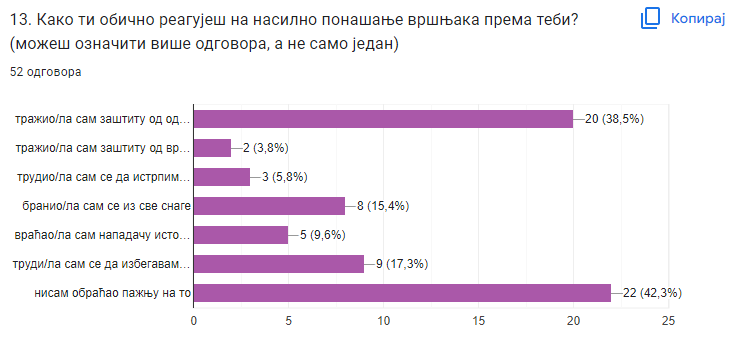 13. Како ти обично реагујеш на насилно понашање вршњака према теби?
(можеш означити више одговора, а не само један)
Копирај
52 одговора
тражио/ла сам заштиту од од…
20 (38,5%)
тражио/ла сам заштиту од вр…
2 (3,8%)
трудио/ла сам се да истрпим…
3 (5,8%)
бранио/ла сам се из све снаге
8 (15,4%)
враћао/ла сам нападачу исто…
5 (9,6%)
труди/ла сам се да избегавам…
9 (17,3%)
нисам обраћао пажњу на то
22 (42,3%)
0 5 10 15 20 25